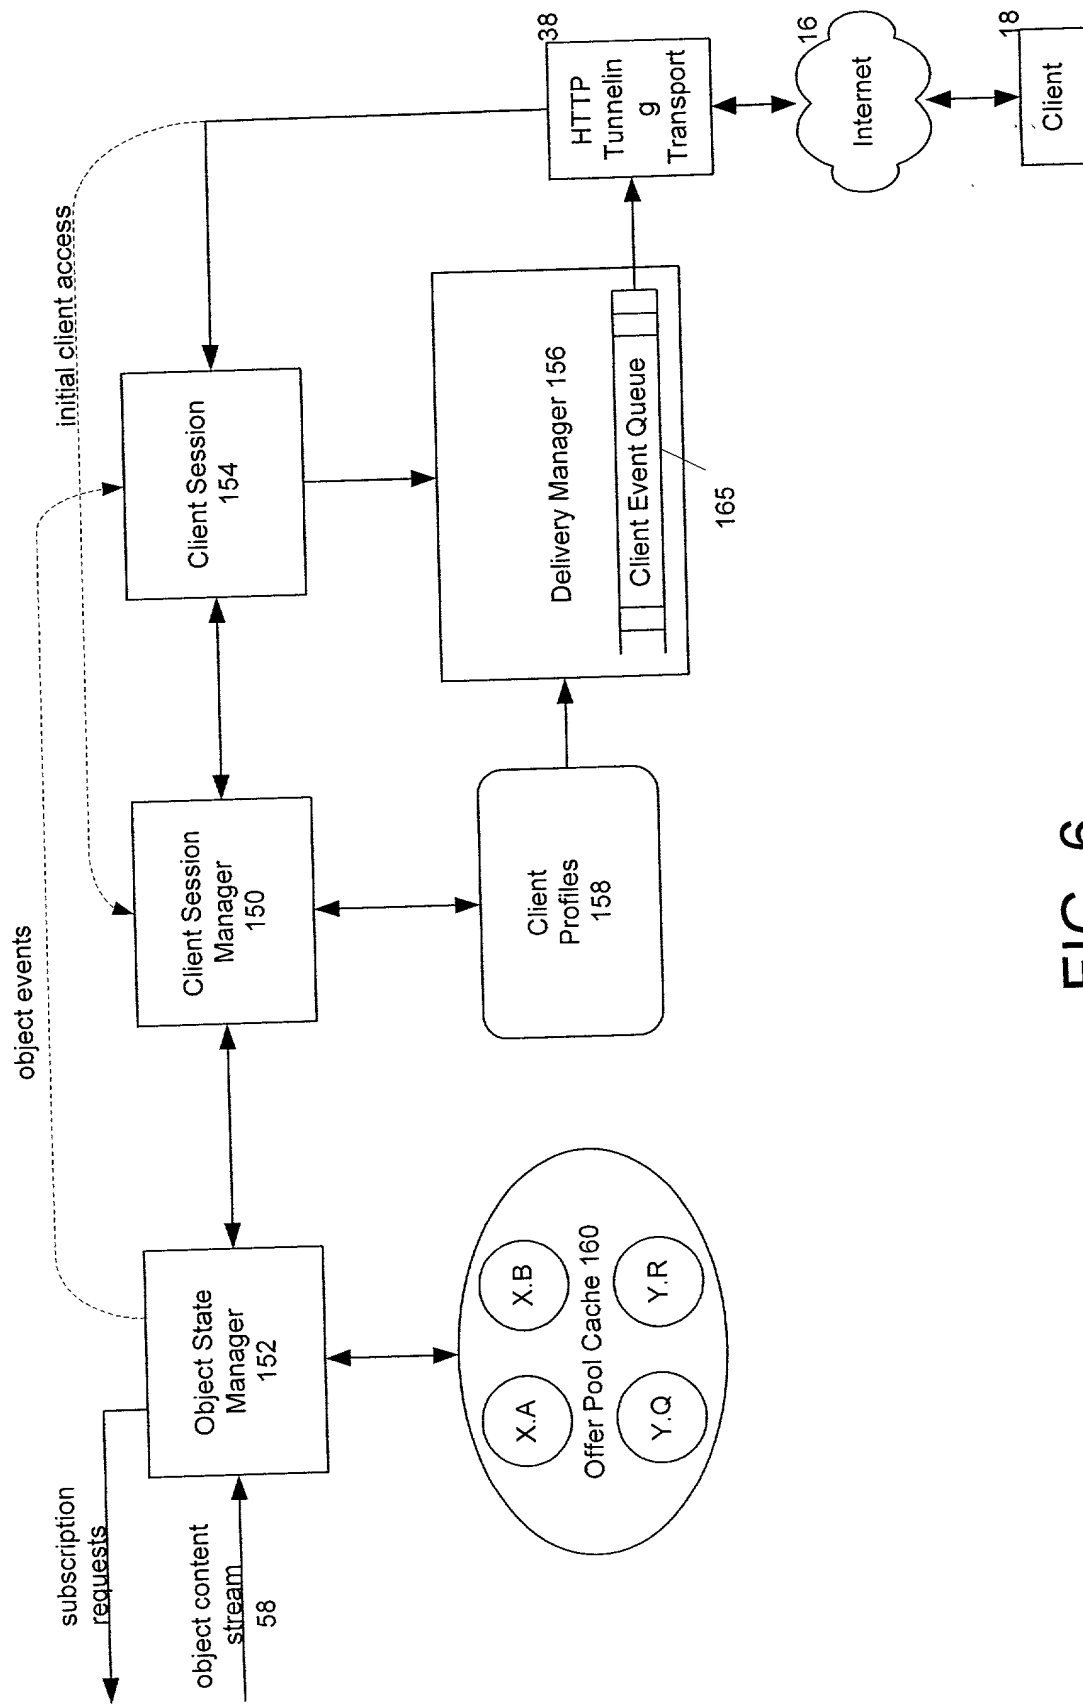 object events
initial client access
subscription
requests
object content
stream
58
Object State
Manager
152
Client Session
Manager
150
Client Session
154
HTTP
Tunnelin
g
Transport
38
Offer Pool Cache 160
X.A
X.B
Y.Q
Y.R
Client
Profiles
158
Delivery Manager 156
Client Event Queue
165
Internet
16
Client
18
FIG. 6